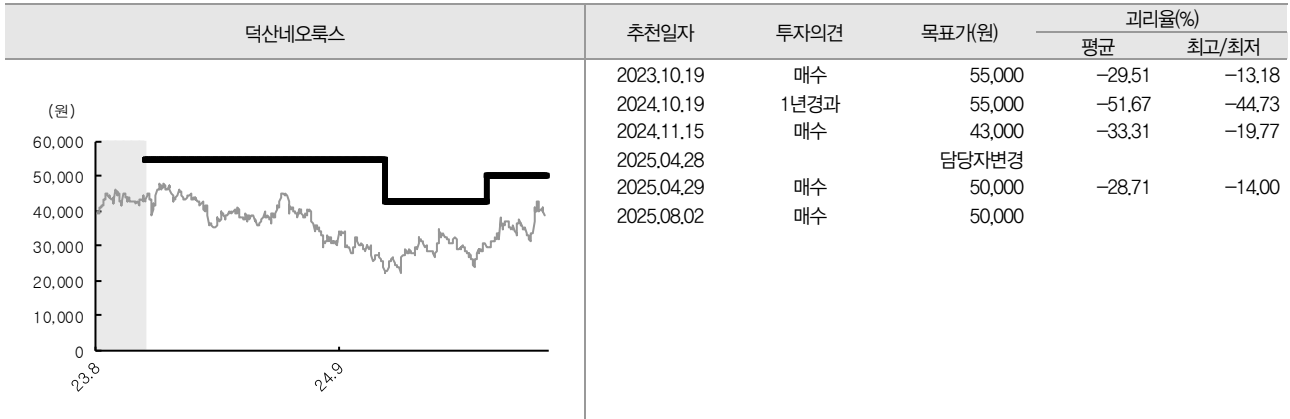 덕산네오룩스
추천일자 투자의견 목표가(원) 괴리율(%)
평균 최고/최저
2023.10.19 매수 55,000 -29.51 -13.18
2024.10.19 1년경과 55,000 -51.67 -44.73
2024.11.15 매수 43,000 -33.31 -19.77
2025.04.28 담당자변경
2025.04.29 매수 50,000 -28.71 -14.00
2025.08.02 매수 50,000
(원)
60,000
50,000
40,000
30,000
20,000
10,000
0
23.8 24.9